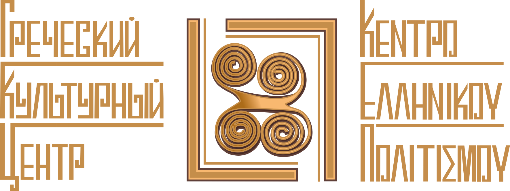 Греческий
Культурный
Центр
Κεντρο
Ελληνικου
Πολιτισμου